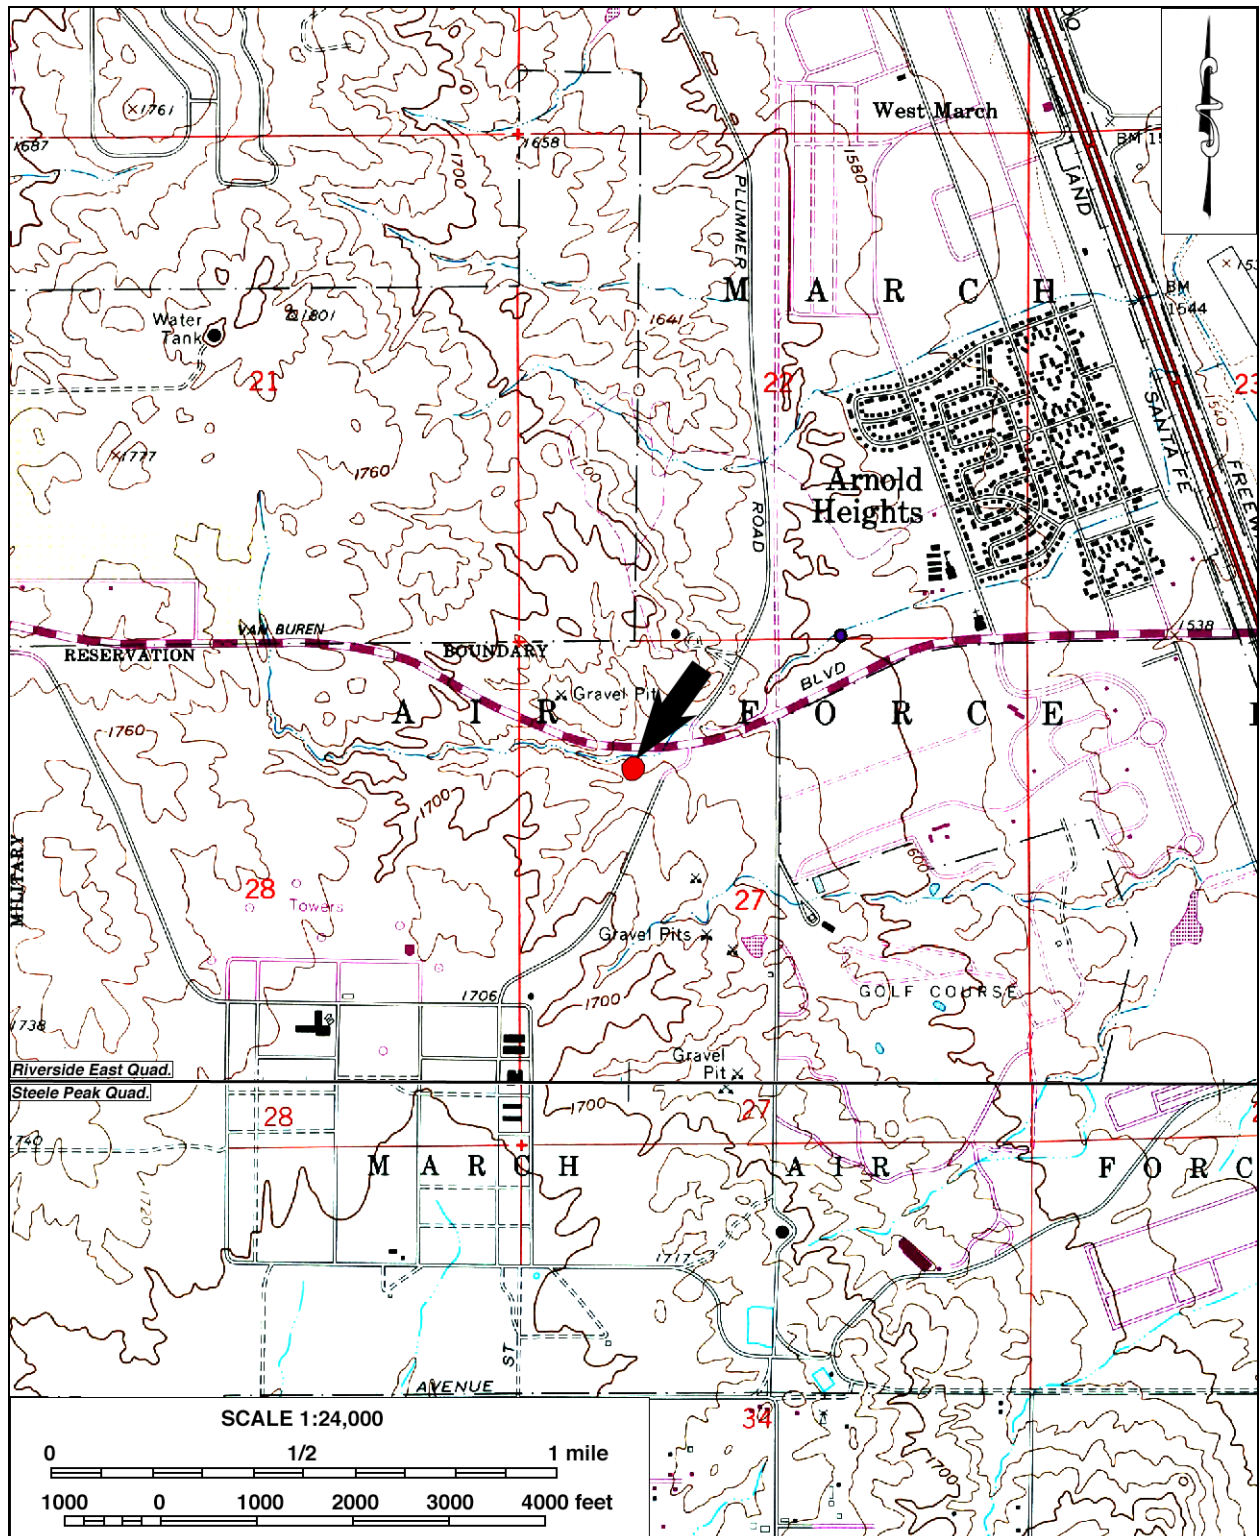 1761
1687
1658
1700
West March
1580
BM 15
AND
PLUMMER
M A R C H
BM
1544
Water
Tank
1801
1641
21
22
23
SANTA FE
1660
1777
1760
1700
Arnold
Heights
ROAD
VAN BUREN
1538
RESERVATION
BOUNDARY
BLVD
Gravel Pit
A I R F O R C E
1760
1700
1600
MILITARY
28
27
Towers
Gravel Pits
GOLF COURSE
1706
1700
1738
Gravel
Pit
Riverside East Quad.
Steele Peak Quad.
28
1700
27
1740
M A R C H A I R F O R C
1720
1717
ST
AVENUE
34
1700
SCALE 1:24,000
0 1/2 1 mile
1000 0 1000 2000 3000 4000 feet